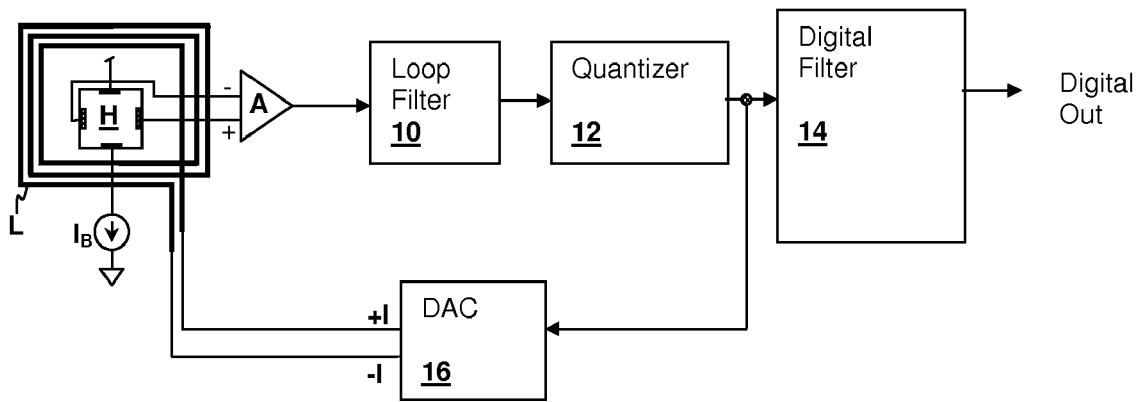 H
L
I_B
-
+
A
Loop
Filter
10
Quantizer
12
Digital
Filter
14
Digital
Out
+I
-I
DAC
16